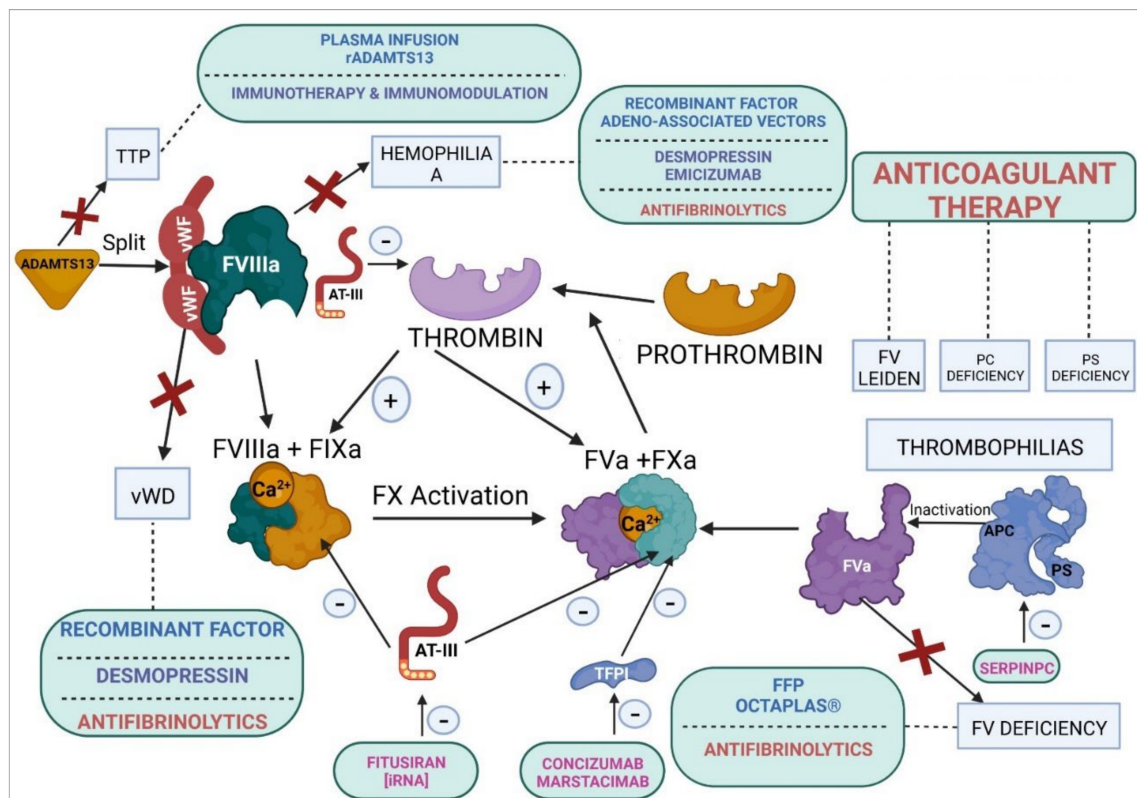 PLASMA INFUSION
rADAMTS13
IMMUNOTHERAPY & IMMUNOMODULATION
RECOMBINANT FACTOR
ADENO-ASSOCIATED VECTORS
DESMOPRESSIN
EMICIZUMAB
ANTIFIBRINOLYTICS
TTP
HEMOPHILIA
A
ANTICOAGULANT
THERAPY
ADAMTS13
Split
vWF
vWF
FVIIIa
AT-III
-
THROMBIN
PROTHROMBIN
FV
LEIDEN
PC
DEFICIENCY
PS
DEFICIENCY
+
+
THROMBOPHILIAS
vWD
FVIIIa + FIXa
Ca²⁺
FX Activation
FVa +FXa
Ca²⁺
FVa
Inactivation
APC
PS
-
SERPINPC
-
-
-
AT-III
TFPI
-
-
RECOMBINANT FACTOR
DESMOPRESSIN
ANTIFIBRINOLYTICS
FITUSIRAN
[iRNA]
CONCIZUMAB
MARSTACIMAB
FFP
OCTAPLAS®
ANTIFIBRINOLYTICS
FV DEFICIENCY